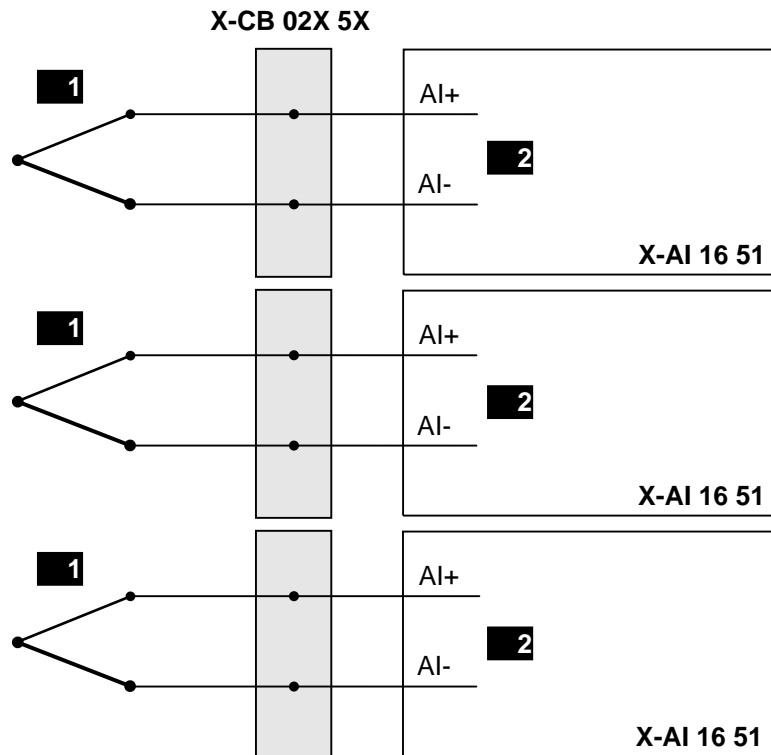 X-CB 02X 5X
1
AI+
2
AI-
X-AI 16 51
1
AI+
2
AI-
X-AI 16 51
1
AI+
2
AI-
X-AI 16 51